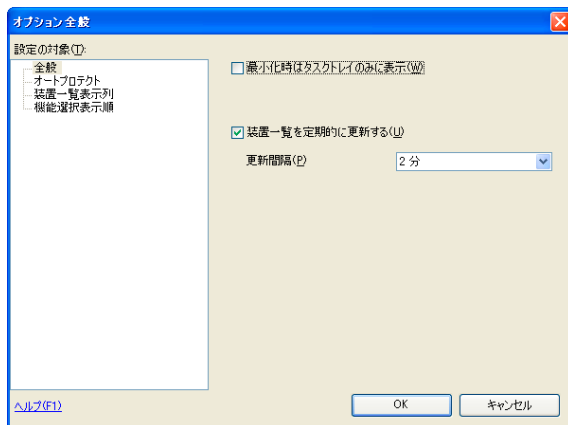 オプション全般
設定の対象(T):
全般
オートプロテクト
装置一覧表示列
機能選択表示順
最小化時はタスクトレイのみに表示(W)
装置一覧を定期的に更新する(U)
更新間隔(P)
2 分
ヘルプ(F1)
OK
キャンセル